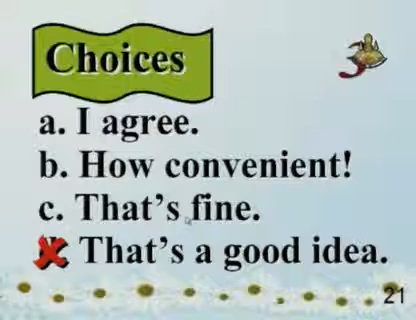 Choices
a. I agree.
b. How convenient!
c. That's fine.
That's a good idea.
21